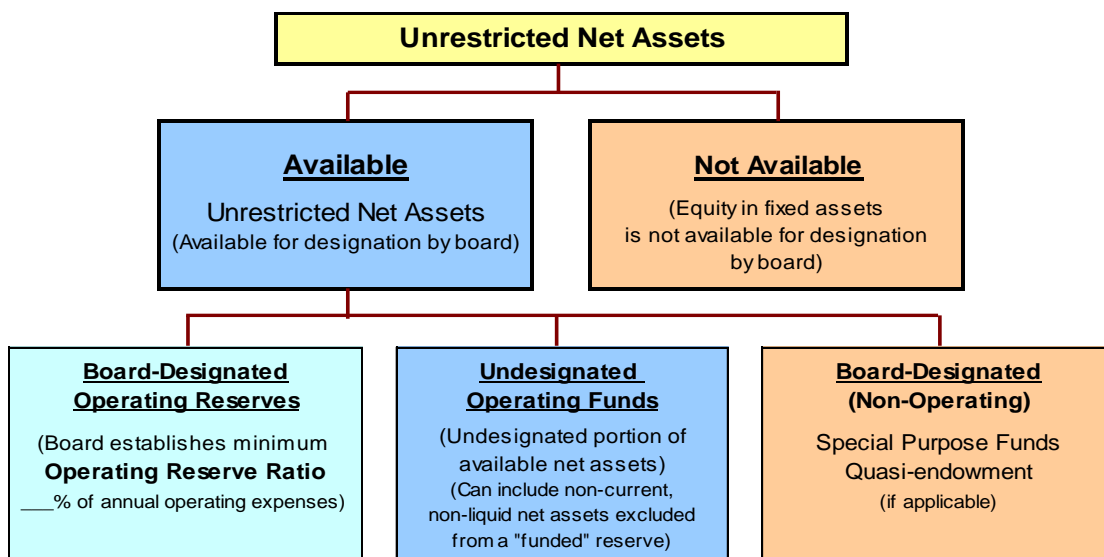 Unrestricted Net Assets
Available
Unrestricted Net Assets
(Available for designation by board)
Not Available
(Equity in fixed assets
is not available for designation
by board)
Board-Designated
Operating Reserves
(Board establishes minimum
Operating Reserve Ratio
___% of annual operating expenses)
Undesignated
Operating Funds
(Undesignated portion of
available net assets)
(Can include non-current,
non-liquid net assets excluded
from a "funded" reserve)
Board-Designated
(Non-Operating)
Special Purpose Funds
Quasi-endowment
(if applicable)